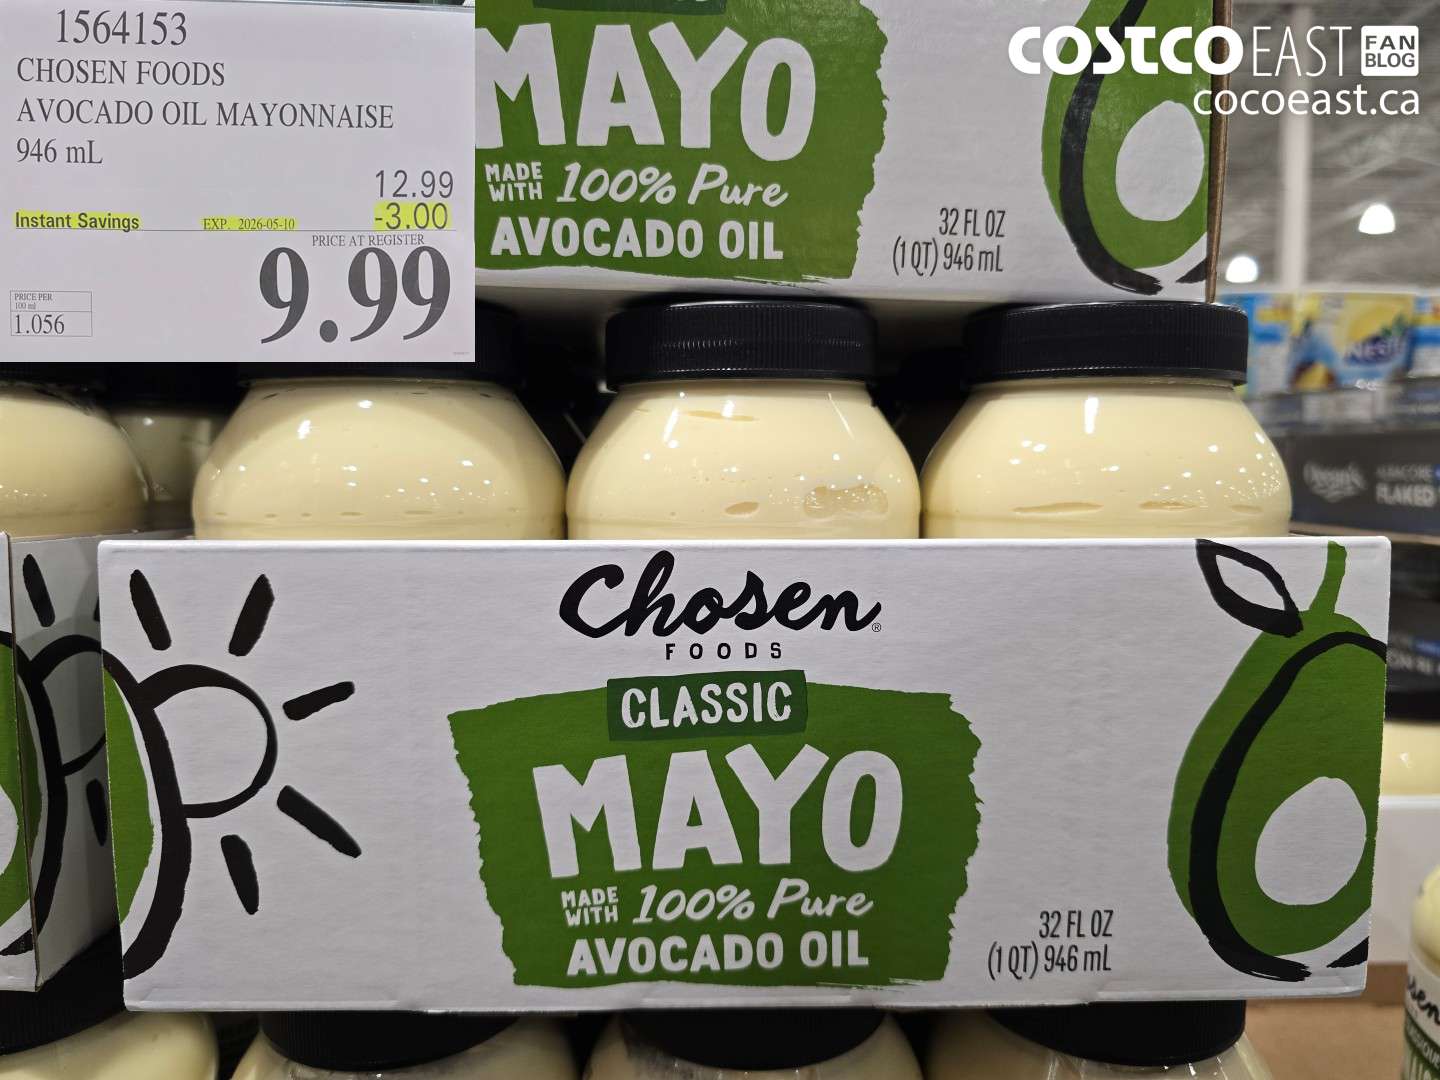 1564153
CHOSEN FOODS
AVOCADO OIL MAYONNAISE
946 mL
12.99
Instant Savings EXP. 2026-05-10 -3.00
PRICE AT REGISTER
9.99
PRICE PER
100 ml
1.056
COSTCO EAST FAN BLOG
cocoeast.ca
MAYO
MADE WITH 100% Pure
AVOCADO OIL
32 FL OZ
(1 QT) 946 mL
FLAKED
Chosen®
FOODS
CLASSIC
MAYO
MADE WITH 100% Pure
AVOCADO OIL
32 FL OZ
(1 QT) 946 mL